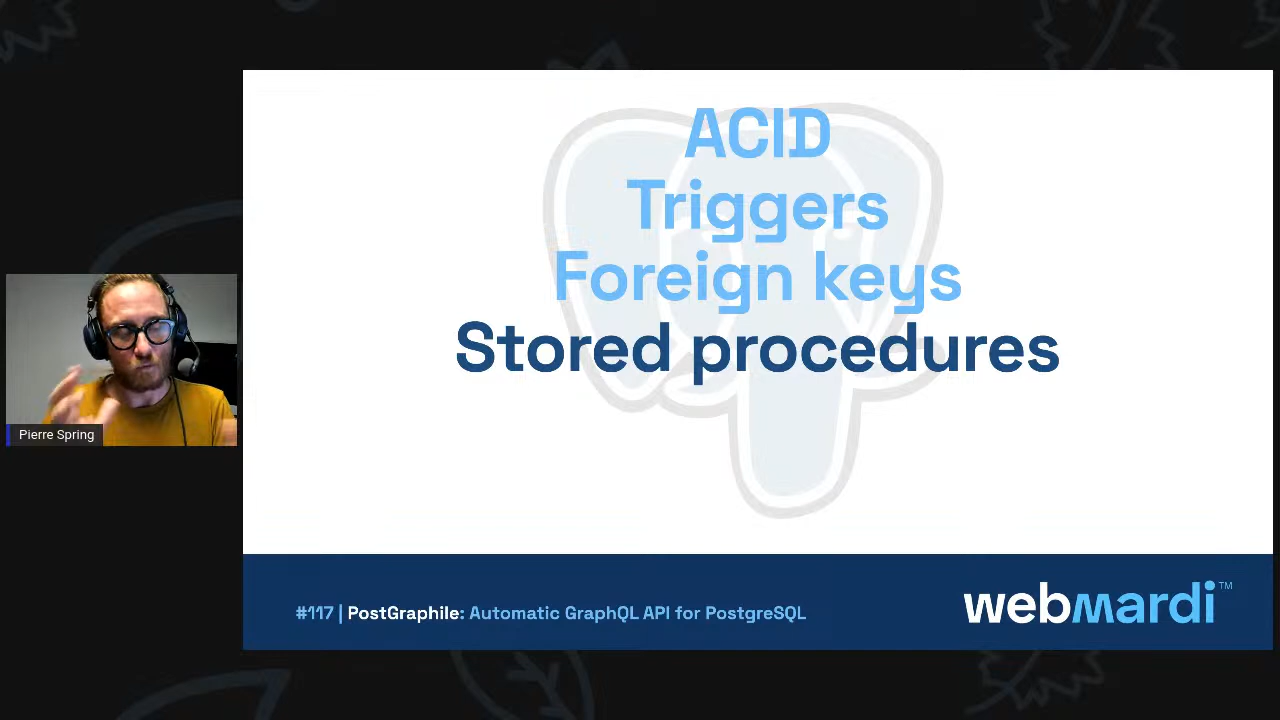 ACID
Triggers
Foreign keys
Stored procedures
Pierre Spring
#117 | PostGraphile: Automatic GraphQL API for PostgreSQL
webmardi™